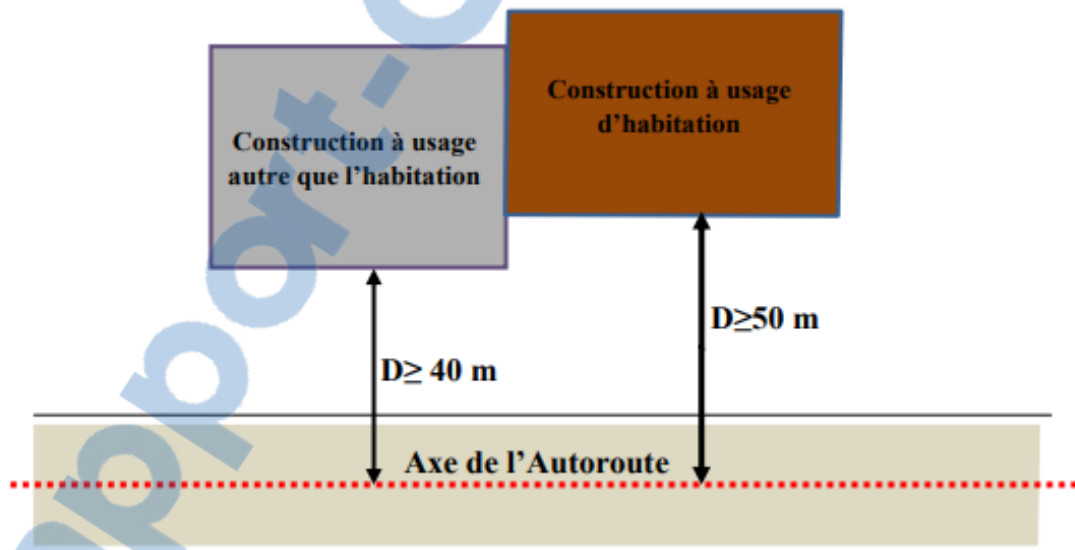 Construction à usage
d'habitation
Construction à usage
autre que l'habitation
D≥50 m
D≥ 40 m
Axe de l'Autoroute